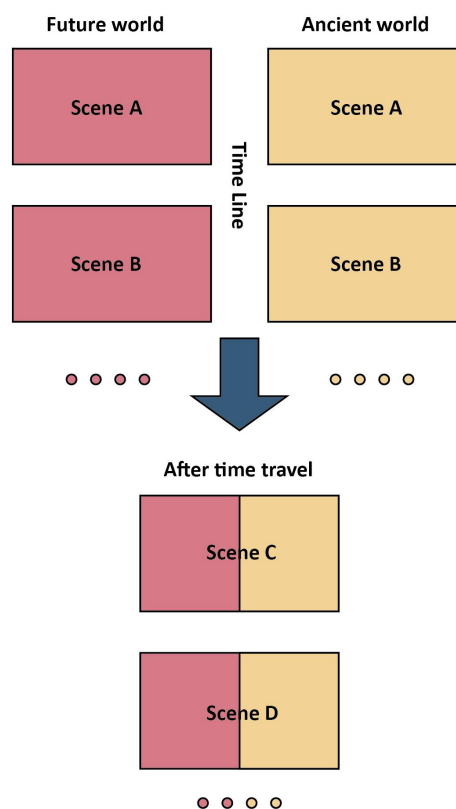 Future world
Ancient world
Scene A
Scene A
Time Line
Scene B
Scene B
After time travel
Scene C
Scene D